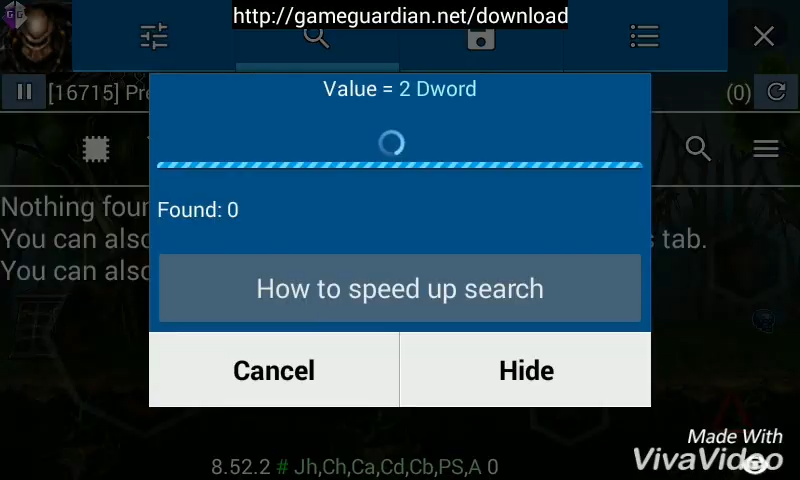 http://gameguardian.net/download
GG
[16715] Pre
(0)
Value = 2 Dword
Found: 0
Nothing foun
You can also
s tab.
You can also
How to speed up search
Cancel
Hide
8.52.2 # Jh,Ch,Ca,Cd,Cb,PS,A 0
Made With
VivaVideo